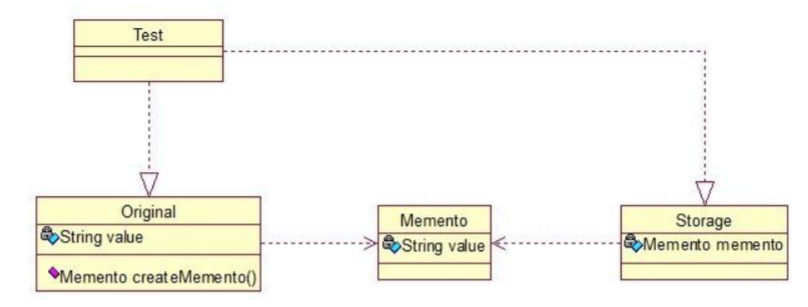 Test
Original
String value
Memento createMemento()
Memento
String value
Storage
Memento memento